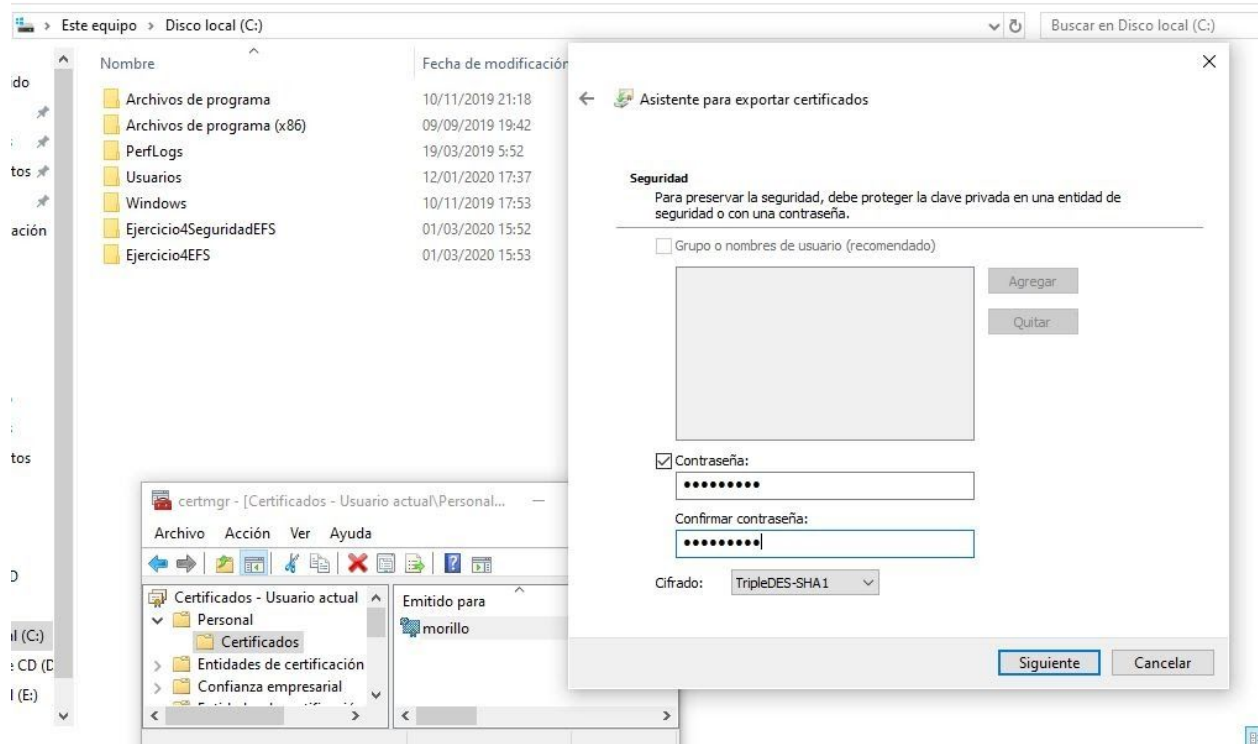 Este equipo > Disco local (C:)
Buscar en Disco local (C:)
Nombre
Fecha de modificación
ido
tos
ación
tos
al (C:)
e CD (D
l (E:)
Archivos de programa 10/11/2019 21:18
Archivos de programa (x86) 09/09/2019 19:42
PerfLogs 19/03/2019 5:52
Usuarios 12/01/2020 17:37
Windows 10/11/2019 17:53
Ejercicio4SeguridadEFS 01/03/2020 15:52
Ejercicio4EFS 01/03/2020 15:53
Asistente para exportar certificados
Seguridad
Para preservar la seguridad, debe proteger la clave privada en una entidad de
seguridad o con una contraseña.
Grupo o nombres de usuario (recomendado)
Agregar
Quitar
Contraseña:
Confirmar contraseña:
Cifrado: TripleDES-SHA1
Siguiente
Cancelar
certmgr - [Certificados - Usuario actual\Personal...
Archivo Acción Ver Ayuda
Certificados - Usuario actual
Personal
Certificados
Entidades de certificación
Confianza empresarial
Emitido para
morillo